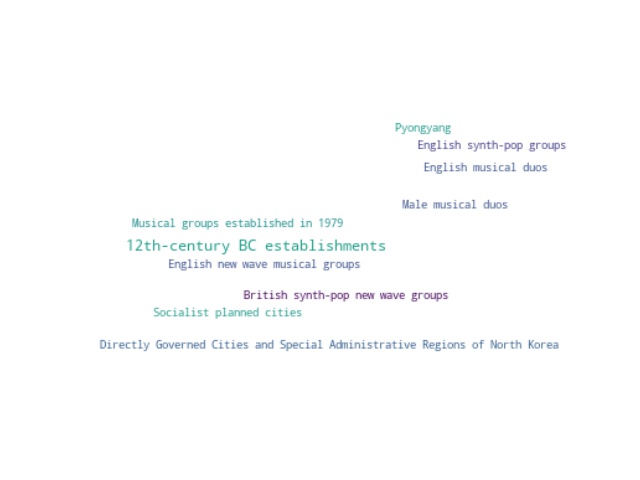 Pyongyang
English synth-pop groups
English musical duos
Male musical duos
Musical groups established in 1979
12th-century BC establishments
English new wave musical groups
British synth-pop new wave groups
Socialist planned cities
Directly Governed Cities and Special Administrative Regions of North Korea